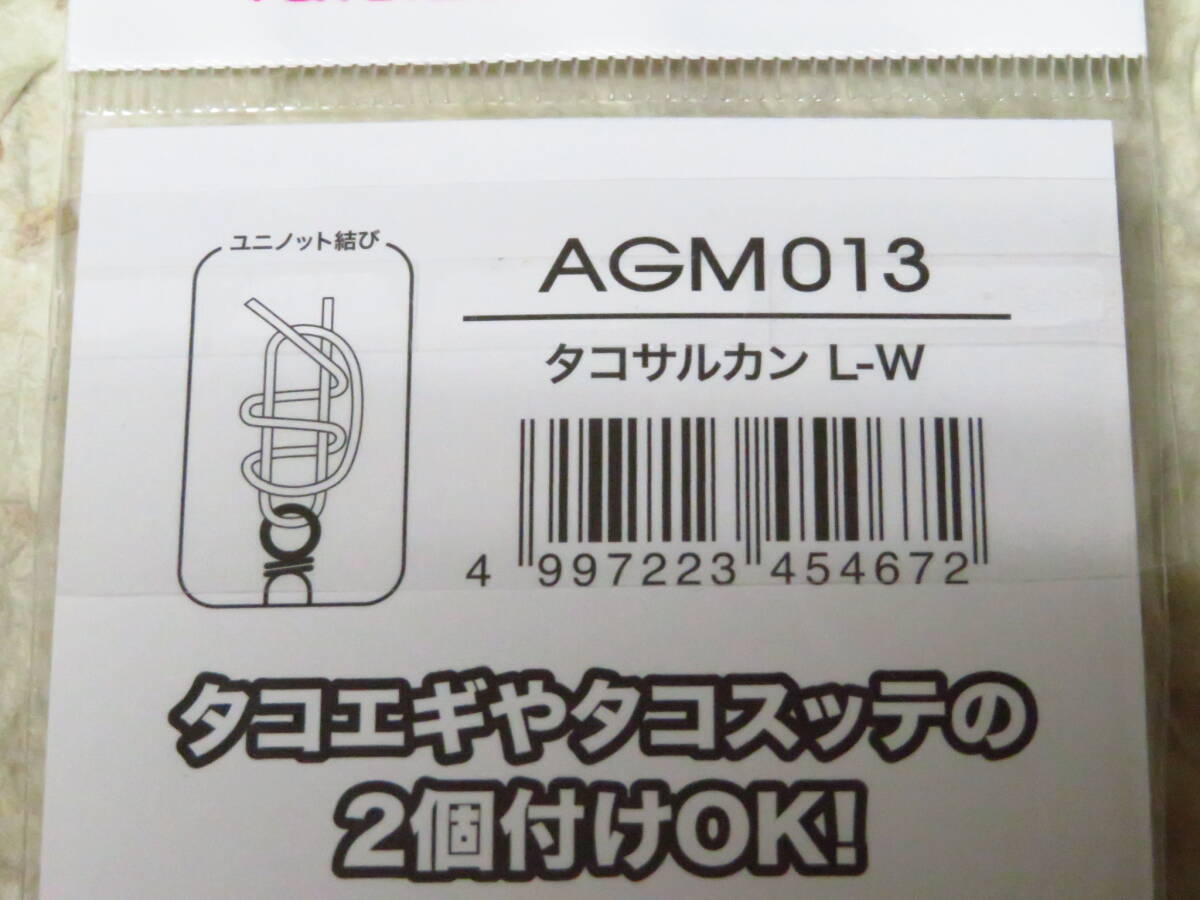 ユニノット結び
AGM013
タコサルカン L-W
4 997223 454672
タコエギやタコスッテの
2個付けOK!